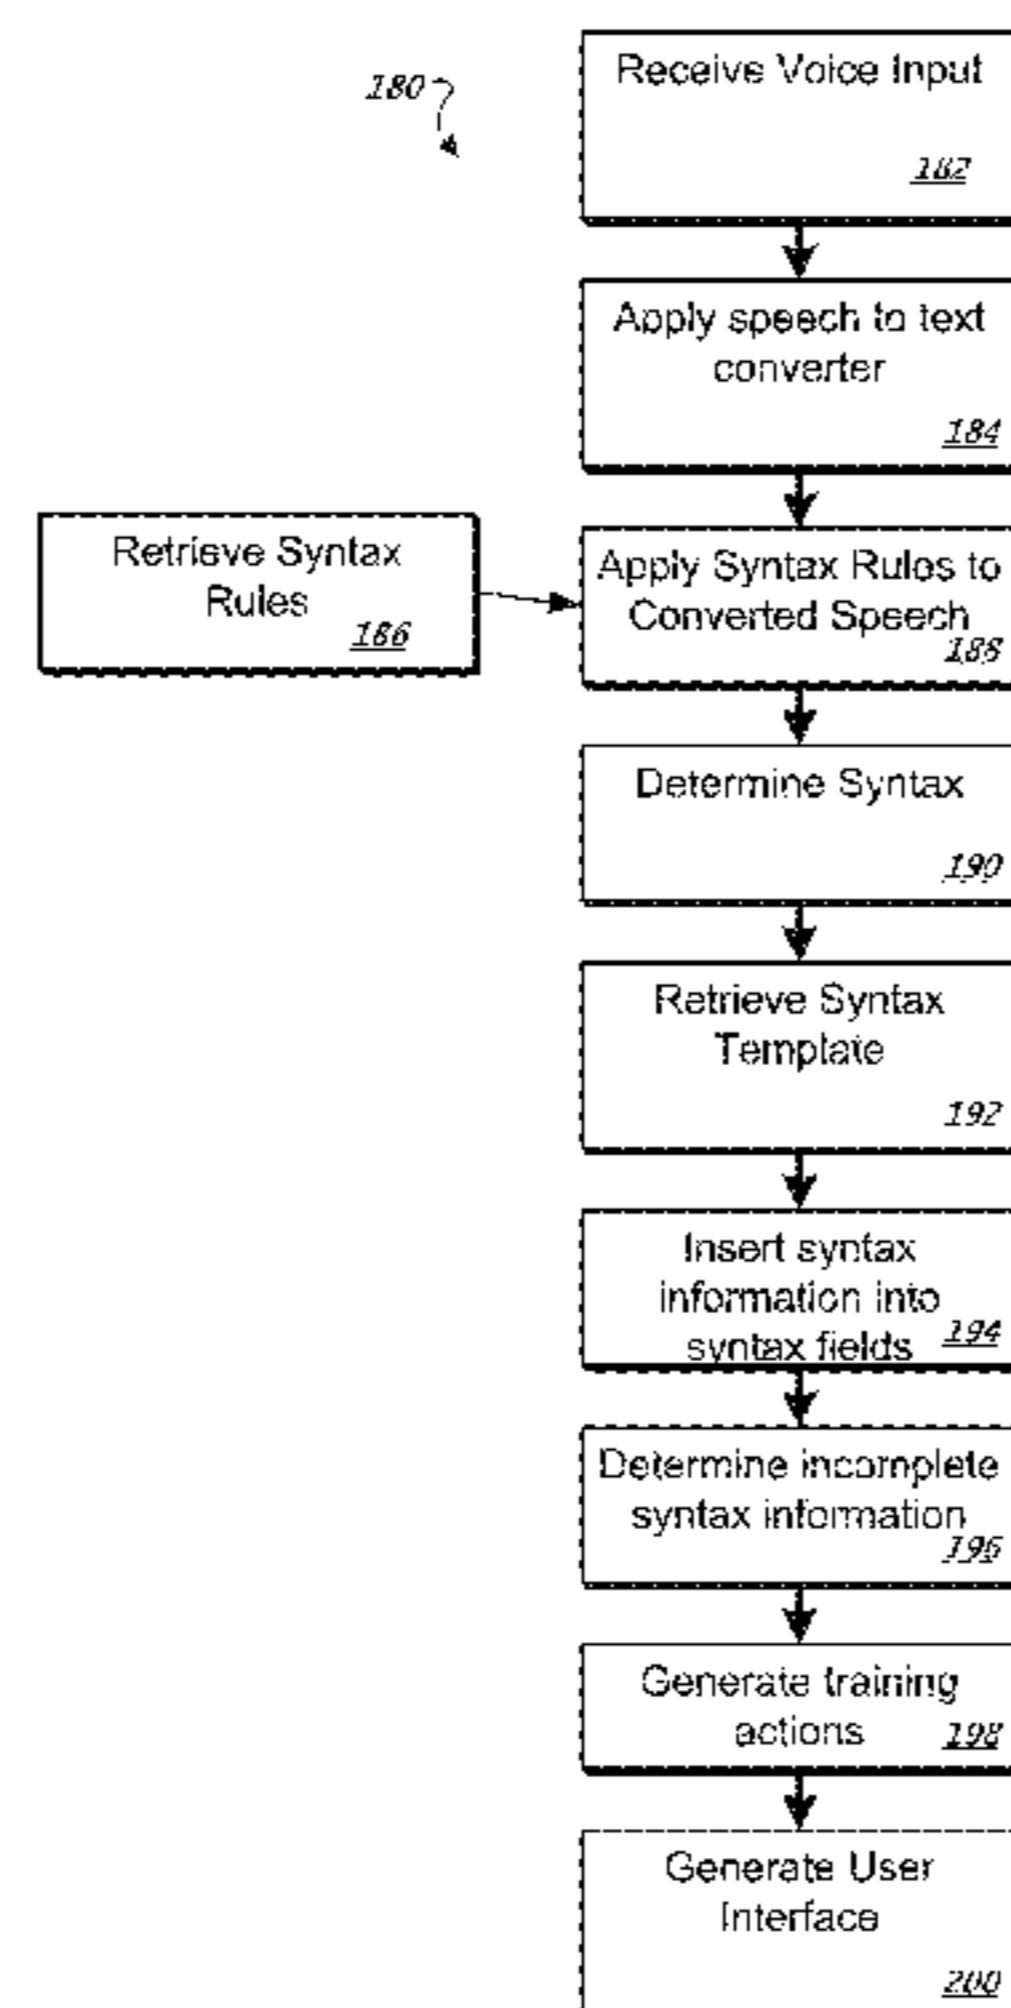 180
Receive Voice Input
182
Apply speech to text
converter
184
Retrieve Syntax
Rules
186
Apply Syntax Rules to
Converted Speech
188
Determine Syntax
190
Retrieve Syntax
Template
192
Insert syntax
information into
syntax fields
194
Determine incomplete
syntax information
196
Generate training
actions
198
Generate User
Interface
200